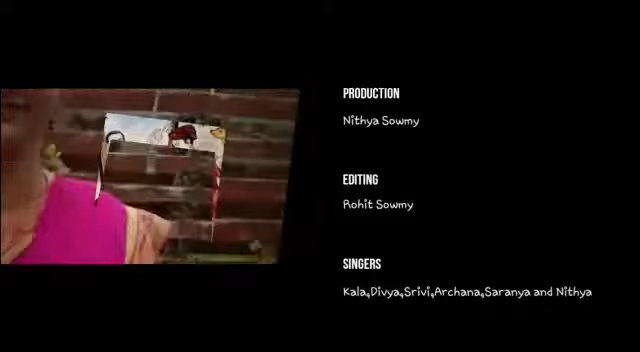 PRODUCTION
Nithya Sowmy
EDITING
Rohit Sowmy
SINGERS
Kala,Divya,Srivi,Archana,Saranya and Nithya